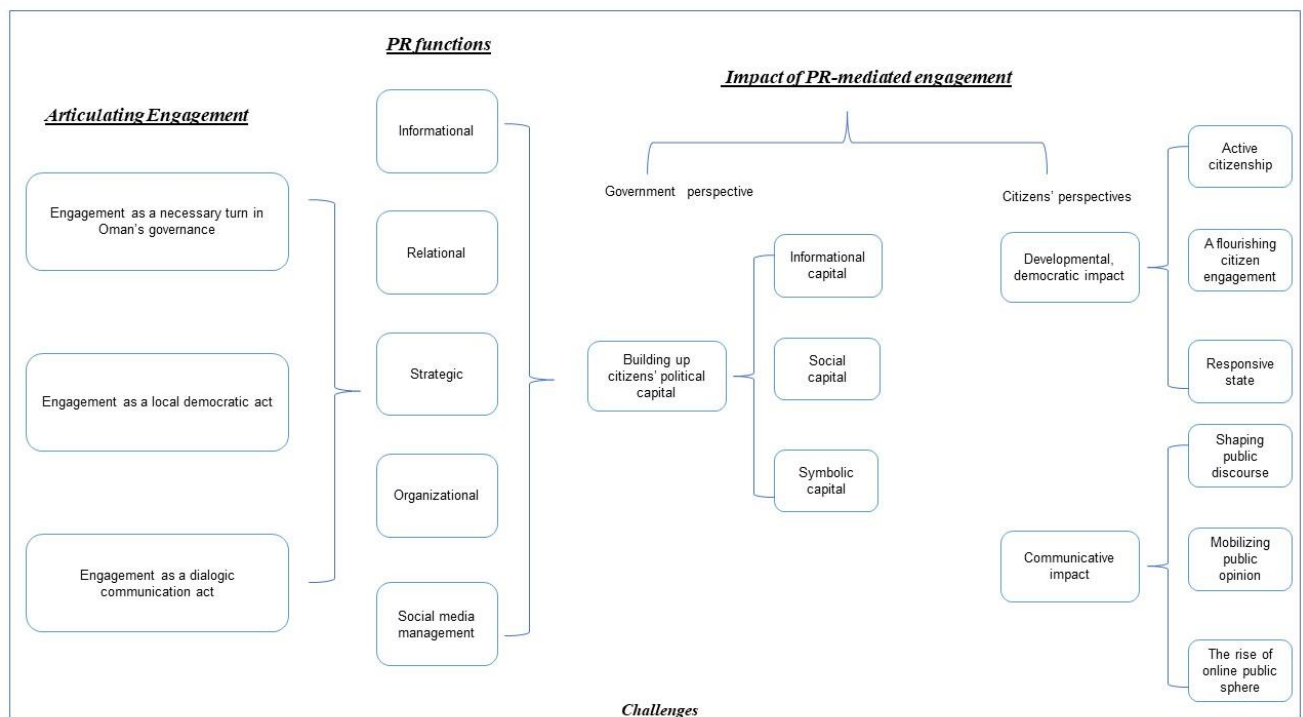 PR functions
Impact of PR-mediated engagement
Articulating Engagement
Informational
Relational
Strategic
Organizational
Social media
management
Engagement as a necessary turn in
Oman's governance
Engagement as a local democratic act
Engagement as a dialogic
communication act
Government perspective
Building up
citizens' political
capital
Informational
capital
Social
capital
Symbolic
capital
Citizens' perspectives
Developmental,
democratic impact
Active
citizenship
A flourishing
citizen
engagement
Responsive
state
Communicative
impact
Shaping
public
discourse
Mobilizing
public
opinion
The rise of
online public
sphere
Challenges